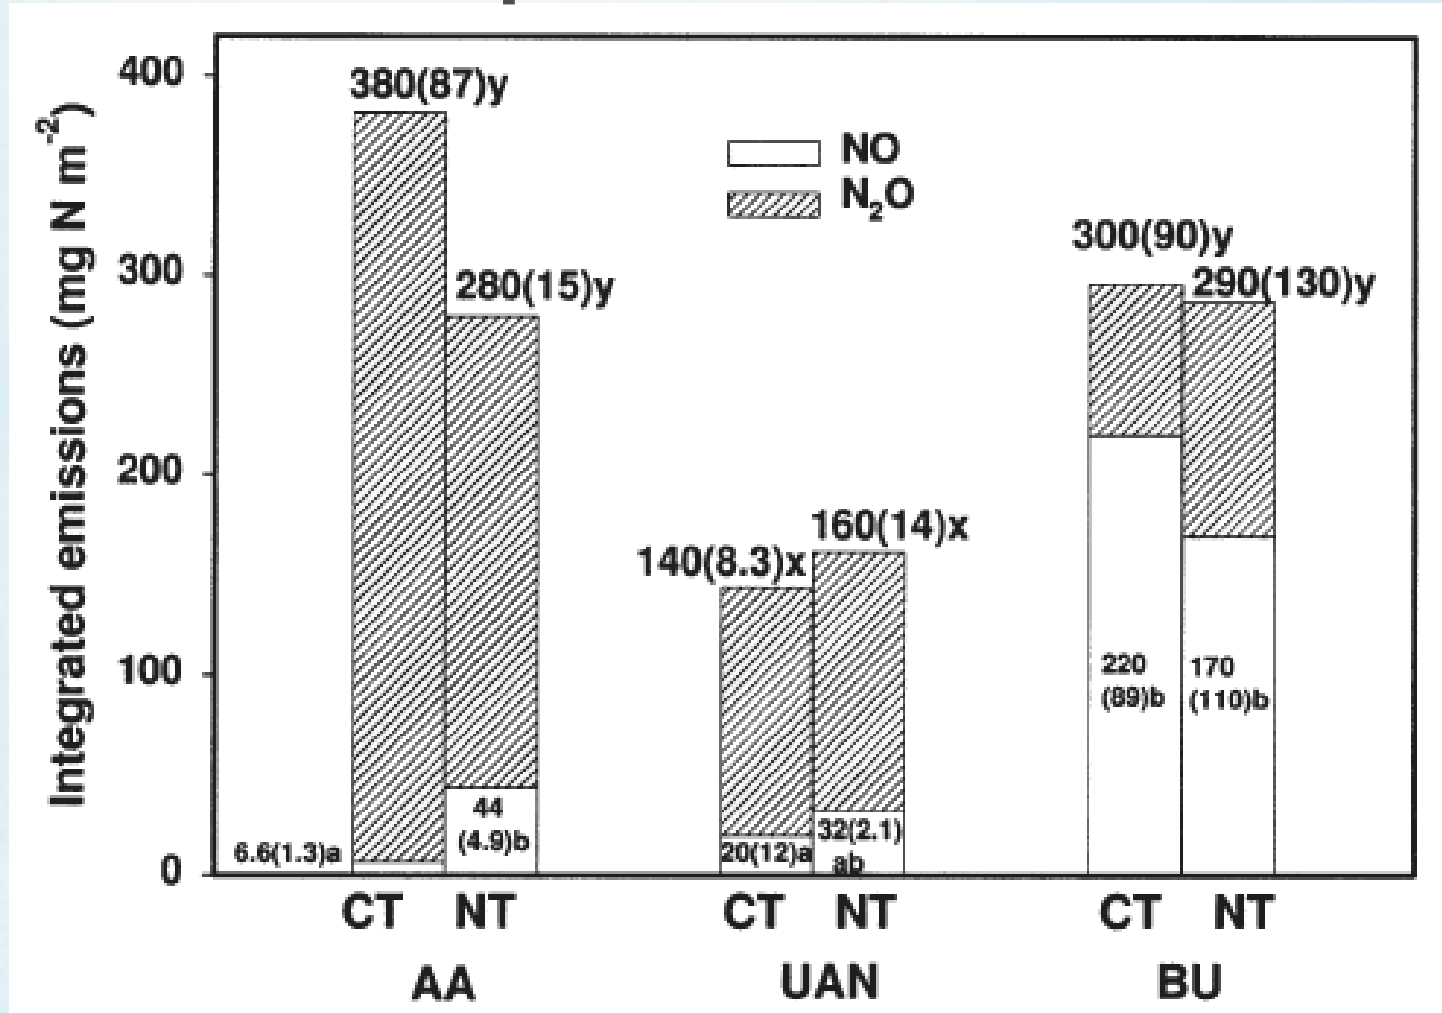 Integrated emissions (mg N m⁻²)
400
300
200
100
0
380(87)y
280(15)y
NO
N₂O
300(90)y
290(130)y
140(8.3)x
160(14)x
6.6(1.3)a
44
(4.9)b
20(12)a
32(2.1)
ab
220
(89)b
170
(110)b
CT NT CT NT CT NT
AA UAN BU